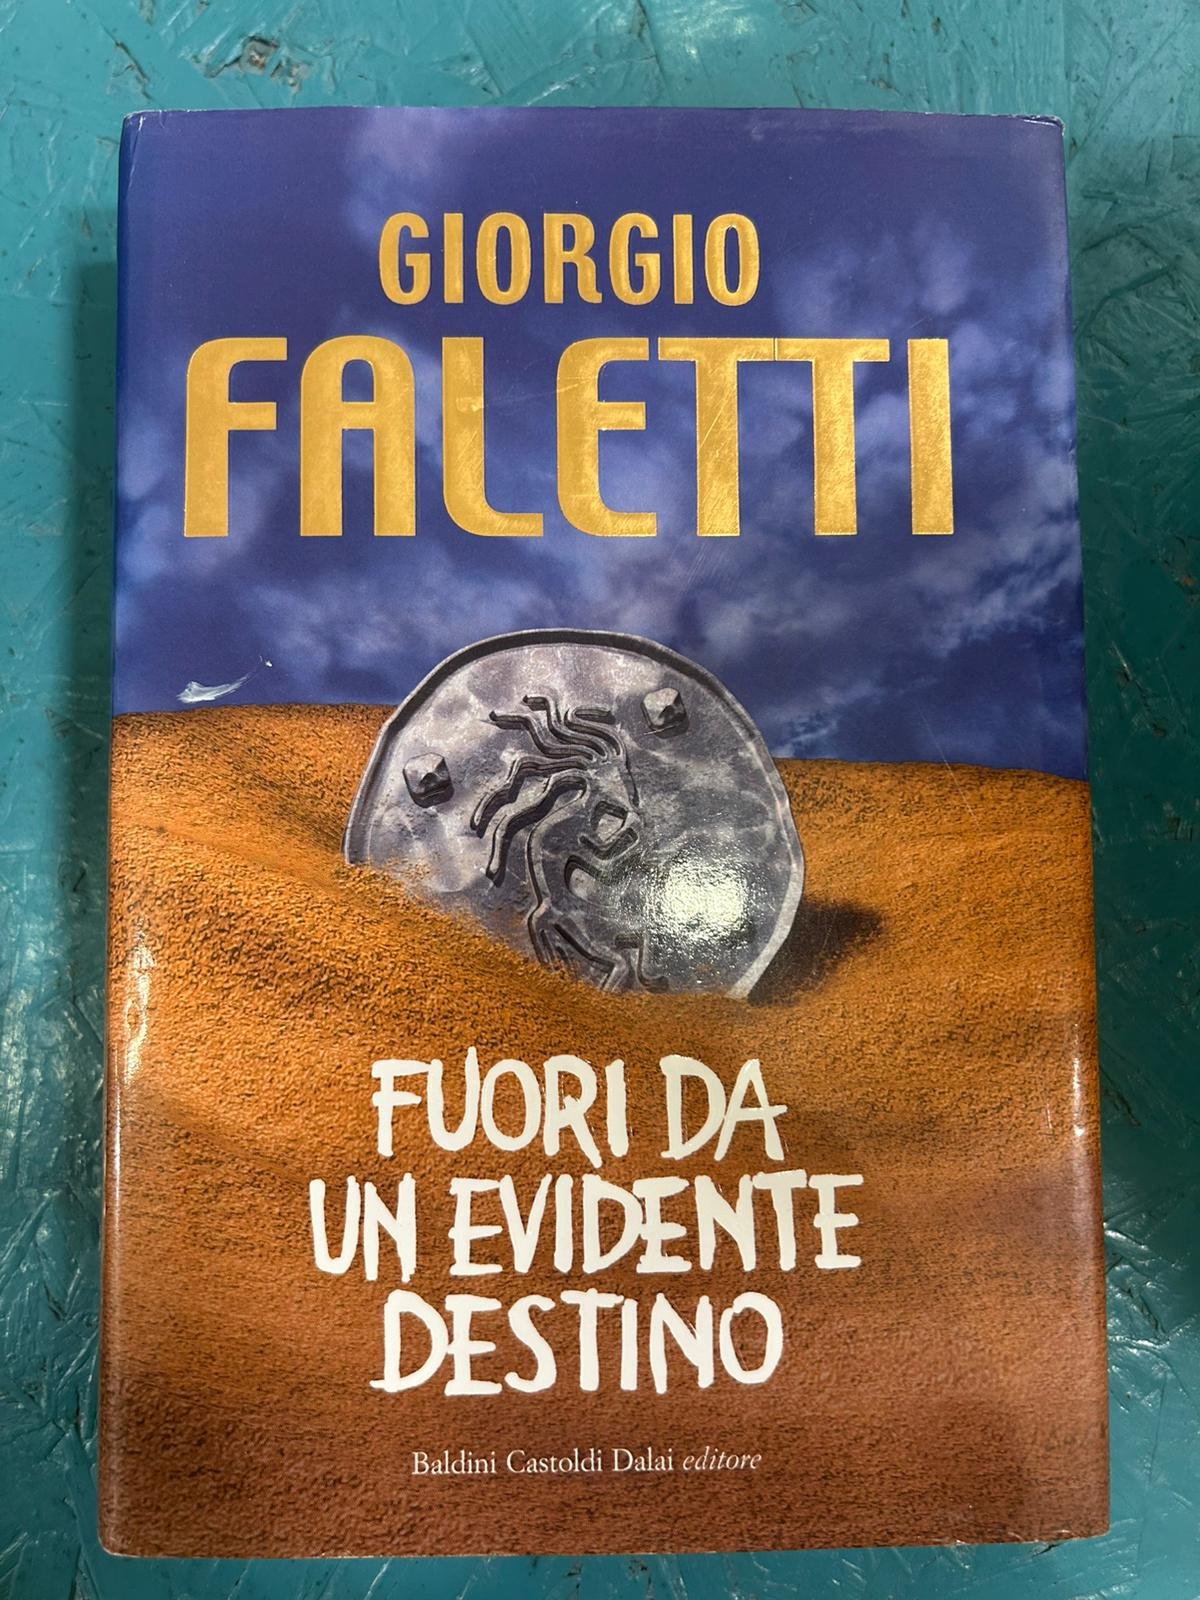 GIORGIO
FALETTI
FUORI DA
UN EVIDENTE
DESTINO
Baldini Castoldi Dalai editore